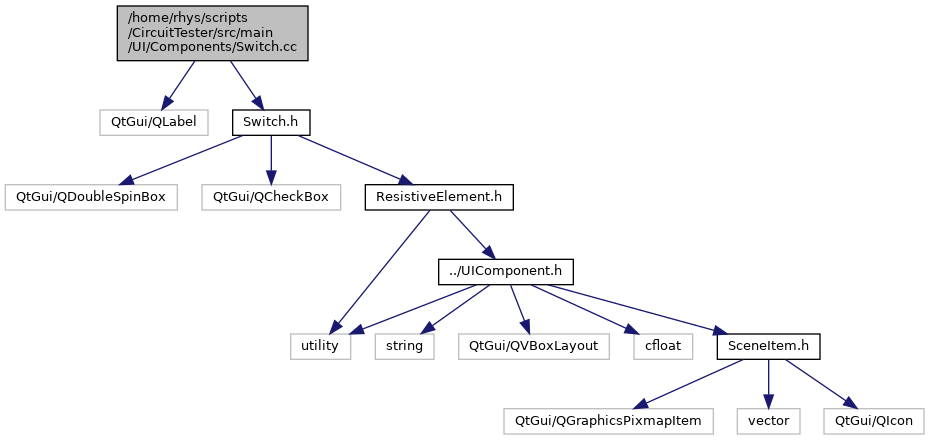 /home/rhys/scripts
/CircuitTester/src/main
/UI/Components/Switch.cc
QtGui/QLabel
Switch.h
QtGui/QDoubleSpinBox
QtGui/QCheckBox
ResistiveElement.h
../UIComponent.h
utility
string
QtGui/QVBoxLayout
cfloat
SceneItem.h
QtGui/QGraphicsPixmapItem
vector
QtGui/QIcon